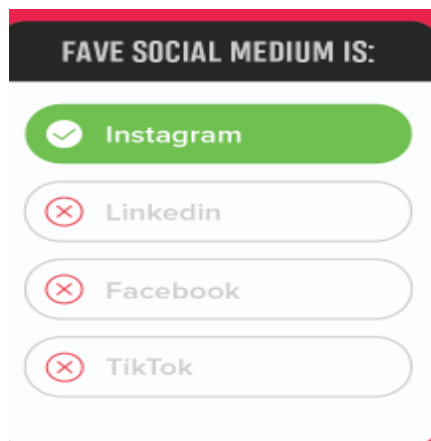 FAVE SOCIAL MEDIUM IS:
Instagram
Linkedin
Facebook
TikTok